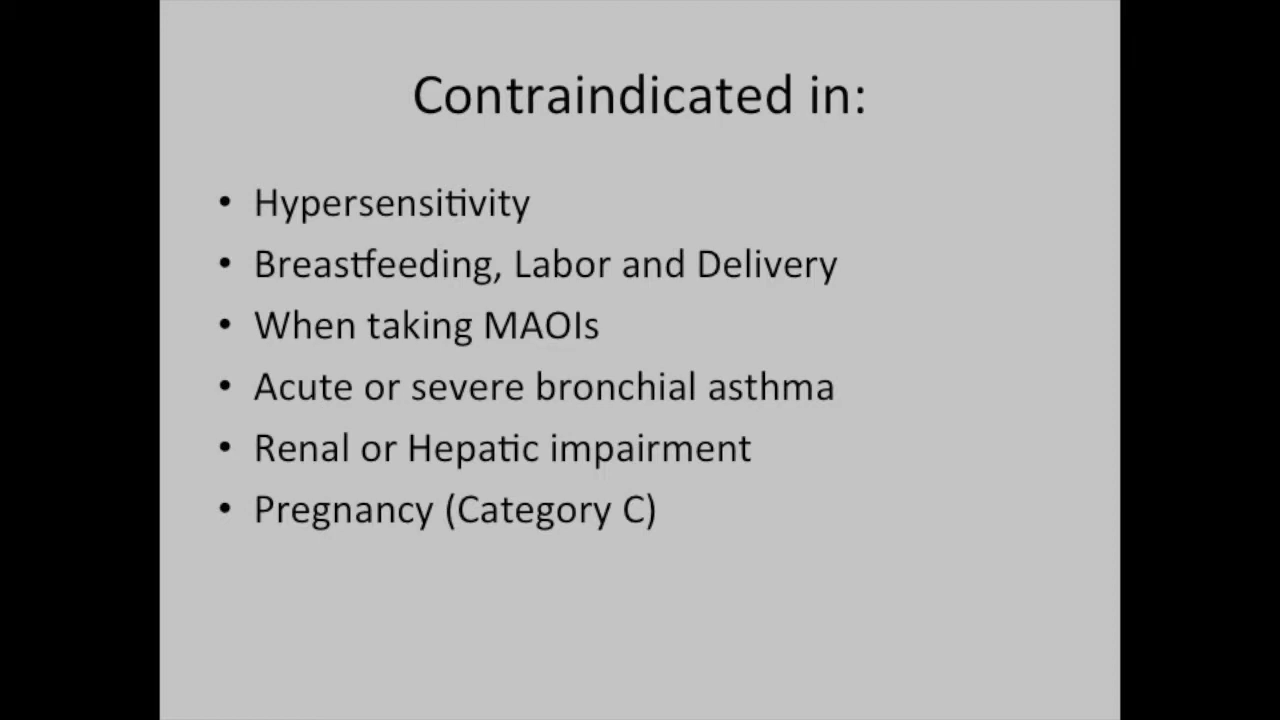 Contraindicated in:
• Hypersensitivity
• Breastfeeding, Labor and Delivery
• When taking MAOIs
• Acute or severe bronchial asthma
• Renal or Hepatic impairment
• Pregnancy (Category C)